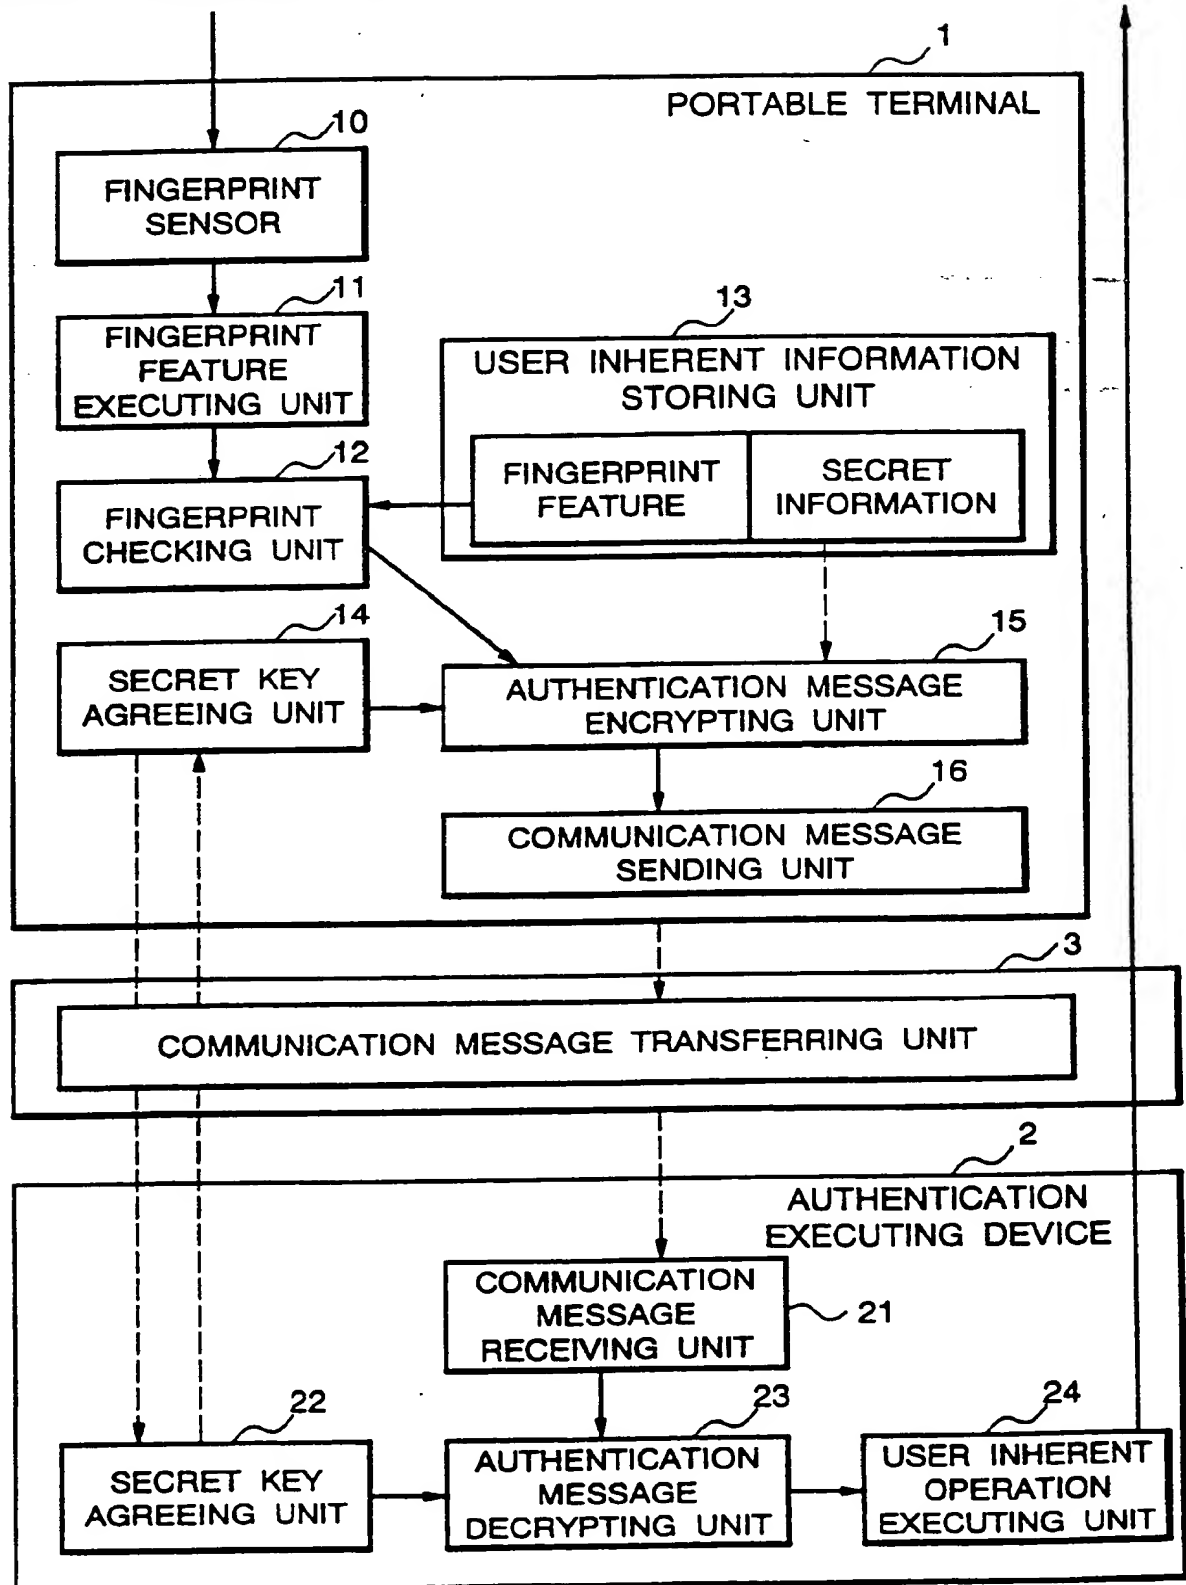 1
PORTABLE TERMINAL
10
FINGERPRINT
SENSOR
11
FINGERPRINT
FEATURE
EXECUTING UNIT
13
USER INHERENT INFORMATION
STORING UNIT
FINGERPRINT
FEATURE
SECRET
INFORMATION
12
FINGERPRINT
CHECKING UNIT
14
SECRET KEY
AGREEING UNIT
15
AUTHENTICATION MESSAGE
ENCRYPTING UNIT
16
COMMUNICATION MESSAGE
SENDING UNIT
3
COMMUNICATION MESSAGE TRANSFERRING UNIT
2
AUTHENTICATION
EXECUTING DEVICE
COMMUNICATION
MESSAGE
RECEIVING UNIT
21
22
SECRET KEY
AGREEING UNIT
23
AUTHENTICATION
MESSAGE
DECRYPTING UNIT
24
USER INHERENT
OPERATION
EXECUTING UNIT